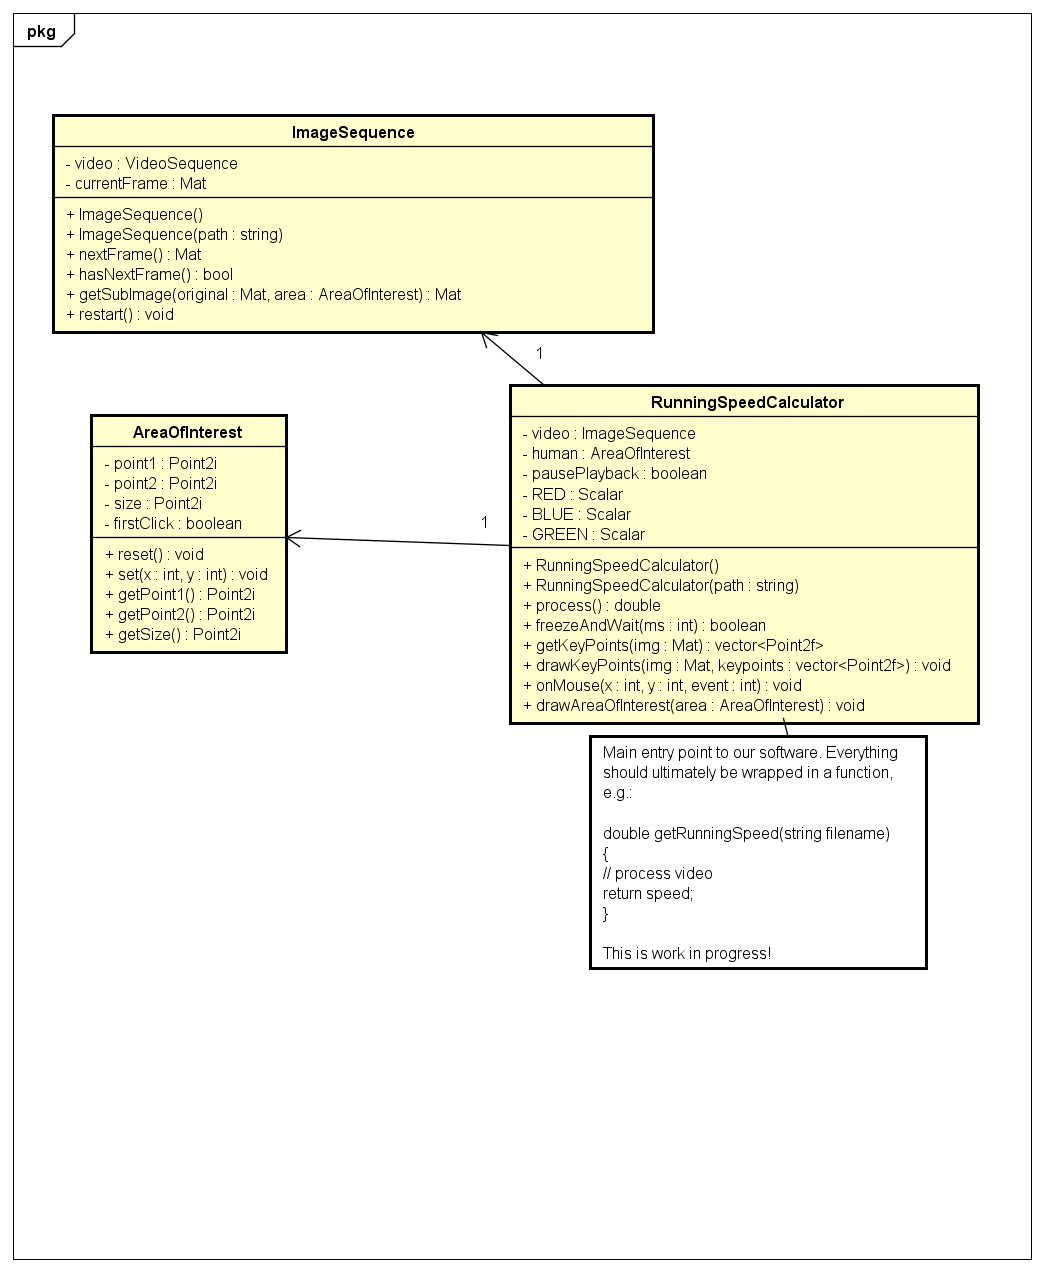 pkg
ImageSequence
- video : VideoSequence
- currentFrame : Mat
+ ImageSequence()
+ ImageSequence(path : string)
+ nextFrame() : Mat
+ hasNextFrame() : bool
+ getSubImage(original : Mat, area : AreaOfInterest) : Mat
+ restart() : void
1
AreaOfInterest
- point1 : Point2i
- point2 : Point2i
- size : Point2i
- firstClick : boolean
+ reset() : void
+ set(x : int, y : int) : void
+ getPoint1() : Point2i
+ getPoint2() : Point2i
+ getSize() : Point2i
1
RunningSpeedCalculator
- video : ImageSequence
- human : AreaOfInterest
- pausePlayback : boolean
- RED : Scalar
- BLUE : Scalar
- GREEN : Scalar
+ RunningSpeedCalculator()
+ RunningSpeedCalculator(path : string)
+ process() : double
+ freezeAndWait(ms : int) : boolean
+ getKeyPoints(img : Mat) : vector<Point2f>
+ drawKeyPoints(img : Mat, keypoints : vector<Point2f>) : void
+ onMouse(x : int, y : int, event : int) : void
+ drawAreaOfInterest(area : AreaOfInterest) : void
Main entry point to our software. Everything
should ultimately be wrapped in a function,
e.g.:
double getRunningSpeed(string filename)
{
// process video
return speed;
}
This is work in progress!